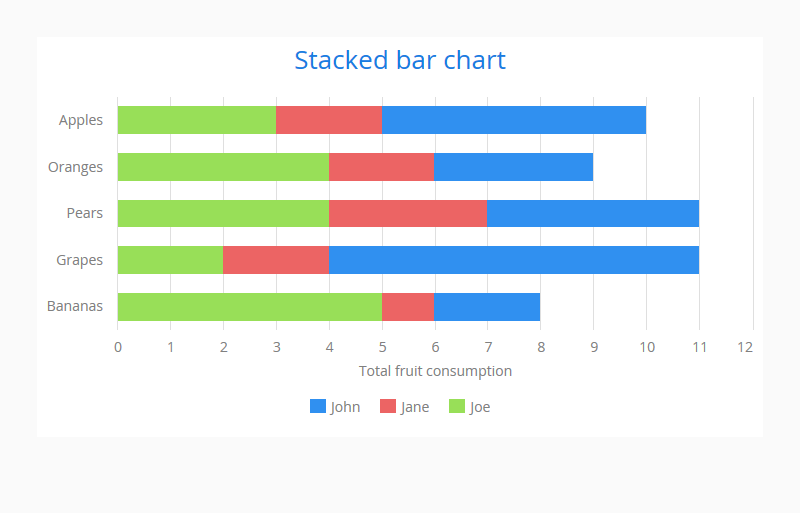 Stacked bar chart
Apples
Oranges
Pears
Grapes
Bananas
0 1 2 3 4 5 6 7 8 9 10 11 12
Total fruit consumption
John Jane Joe